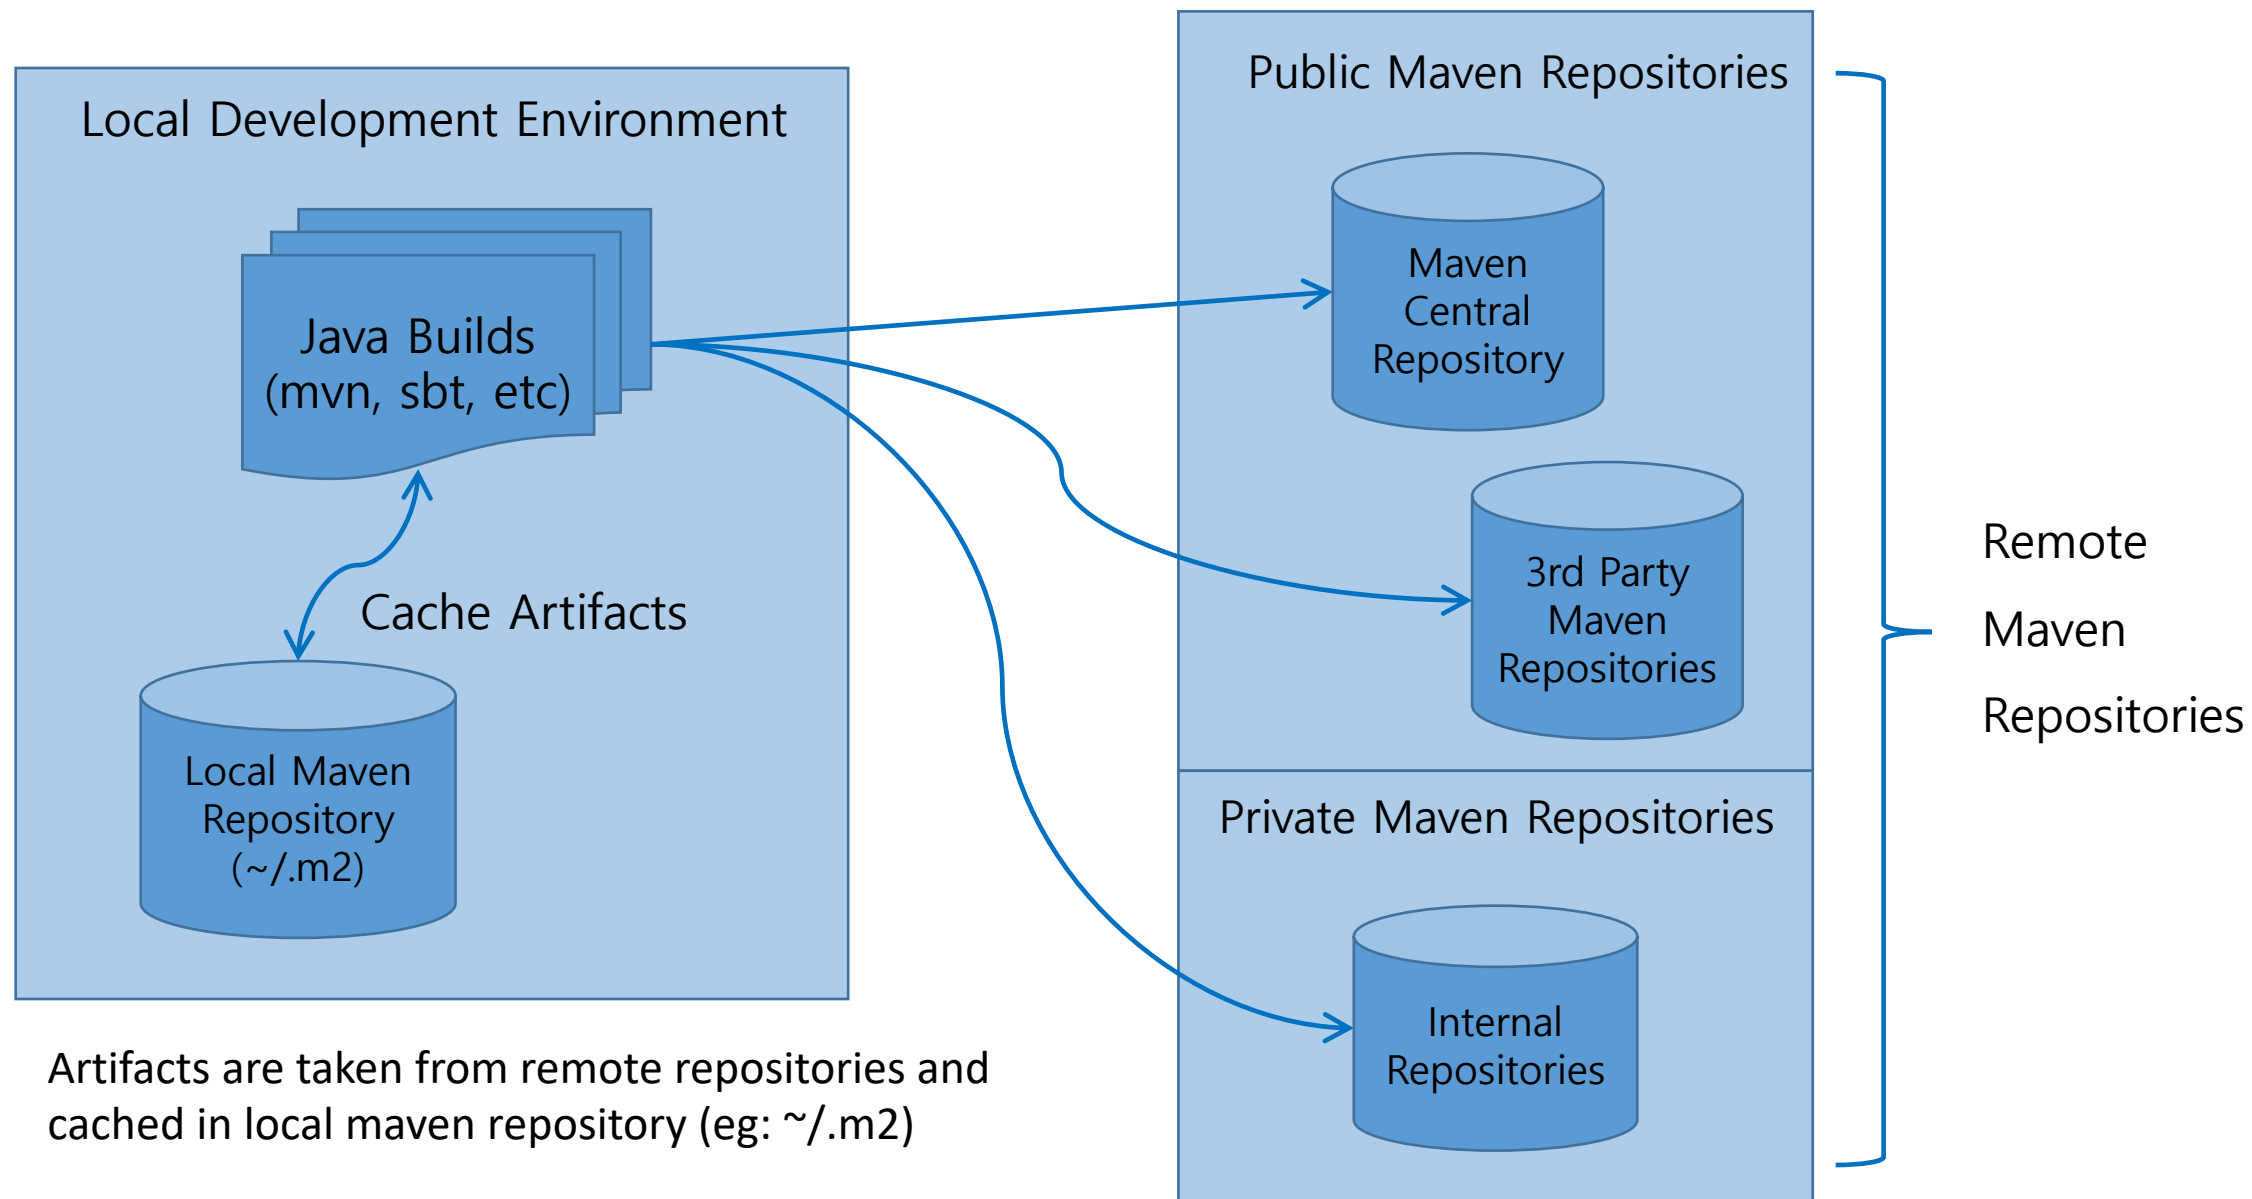 Local Development Environment
Java Builds
(mvn, sbt, etc)
Cache Artifacts
Local Maven
Repository
(~/.m2)
Artifacts are taken from remote repositories and
cached in local maven repository (eg: ~/.m2)
Public Maven Repositories
Maven
Central
Repository
3rd Party
Maven
Repositories
Private Maven Repositories
Internal
Repositories
Remote
Maven
Repositories